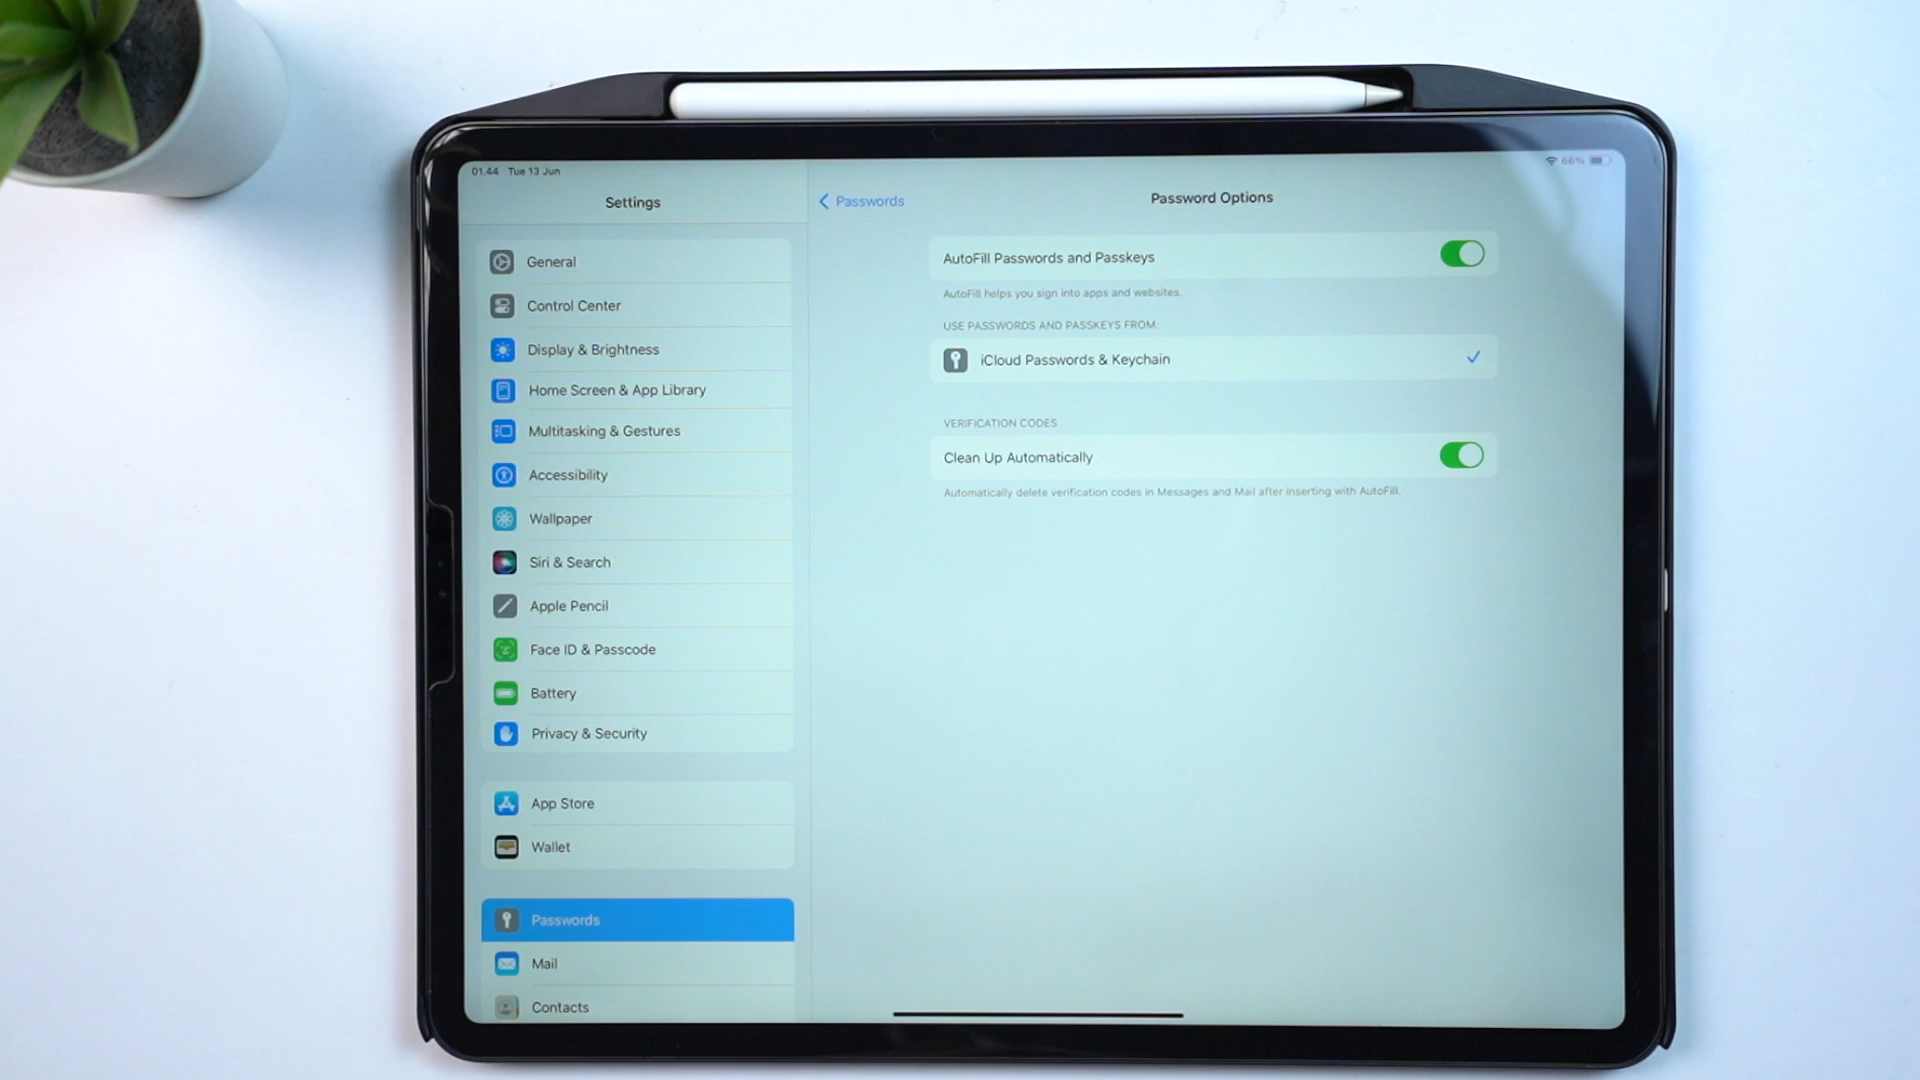 01.44 Tue 13 Jun
66%
Settings
Passwords
Password Options
General
Control Center
Display & Brightness
Home Screen & App Library
Multitasking & Gestures
Accessibility
Wallpaper
Siri & Search
Apple Pencil
Face ID & Passcode
Battery
Privacy & Security
App Store
Wallet
Passwords
Mail
Contacts
AutoFill Passwords and Passkeys
AutoFill helps you sign into apps and websites.
USE PASSWORDS AND PASSKEYS FROM:
iCloud Passwords & Keychain
VERIFICATION CODES
Clean Up Automatically
Automatically delete verification codes in Messages and Mail after inserting with AutoFill.